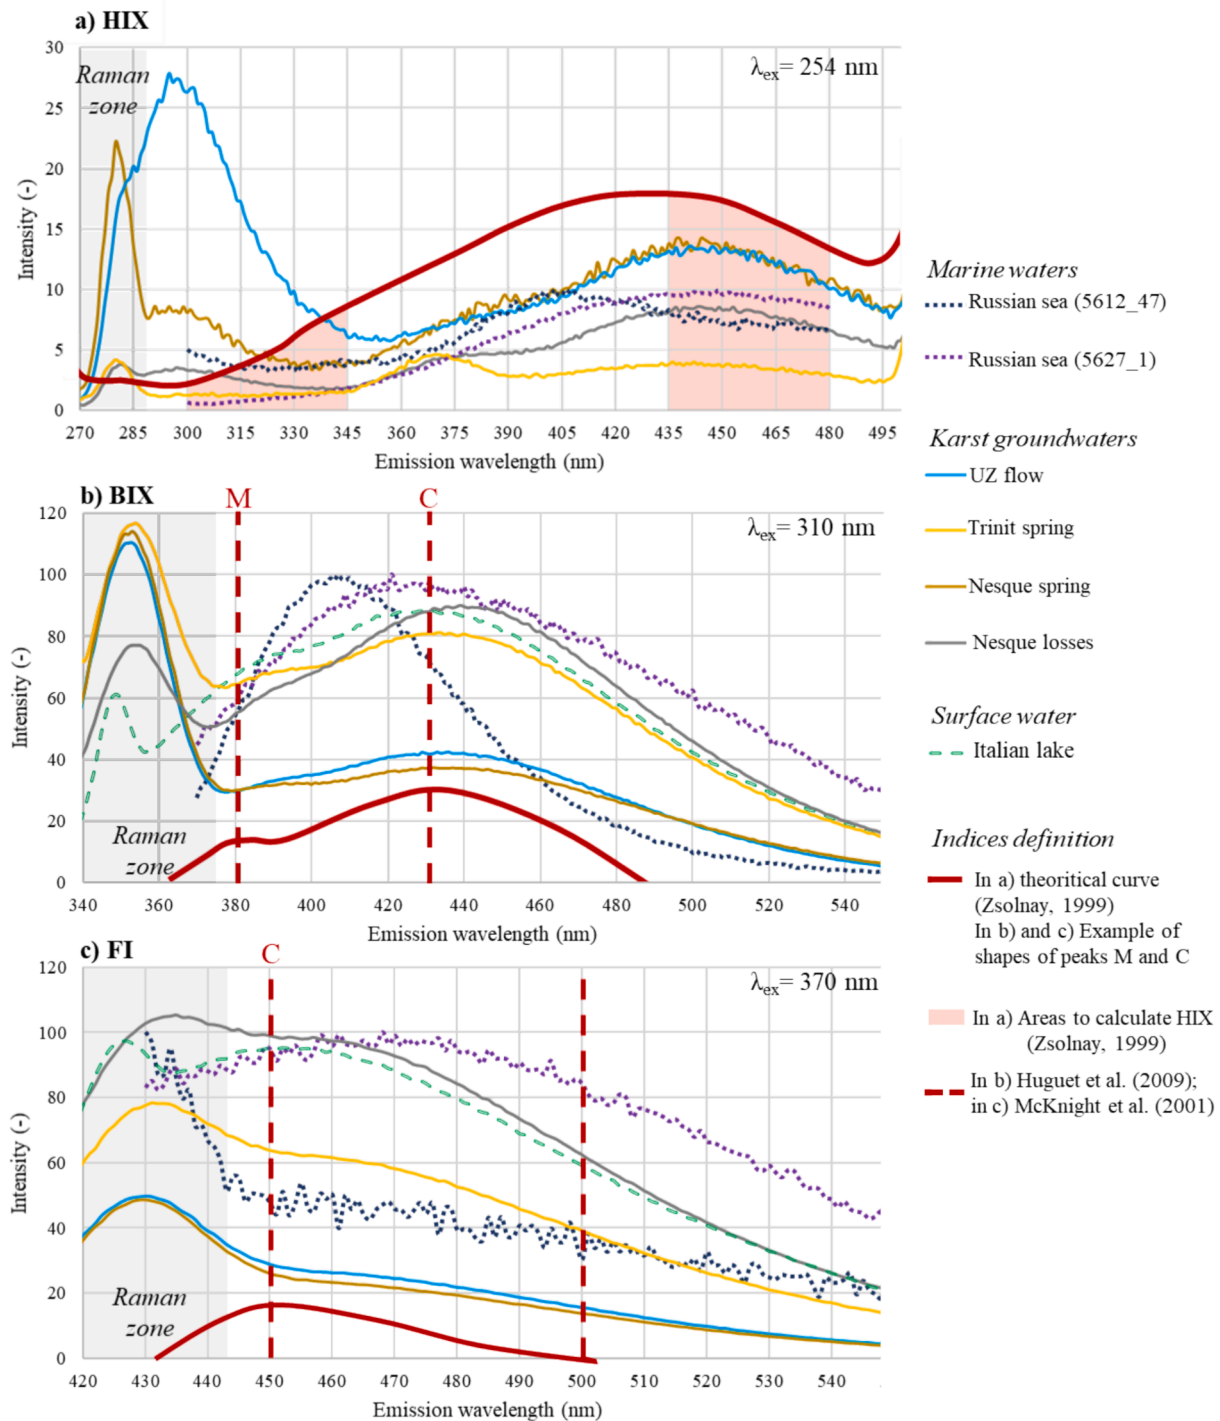 a) HIX
30
25
20
15
10
5
0
Intensity (-)
Raman
zone
λex= 254 nm
270 285 300 315 330 345 360 375 390 405 420 435 450 465 480 495
Emission wavelength (nm)
b) BIX
M
C
120
100
80
60
40
20
0
Intensity (-)
λex= 310 nm
Raman
zone
340 360 380 400 420 440 460 480 500 520 540
Emission wavelength (nm)
c) FI
C
120
100
80
60
40
20
0
Intensity (-)
λex= 370 nm
Raman
zone
420 430 440 450 460 470 480 490 500 510 520 530 540
Emission wavelength (nm)
Marine waters
Russian sea (5612_47)
Russian sea (5627_1)
Karst groundwaters
UZ flow
Trinit spring
Nesque spring
Nesque losses
Surface water
Italian lake
Indices definition
In a) theoritical curve
(Zsolnay, 1999)
In b) and c) Example of
shapes of peaks M and C
In a) Areas to calculate HIX
(Zsolnay, 1999)
In b) Huguet et al. (2009);
in c) McKnight et al. (2001)